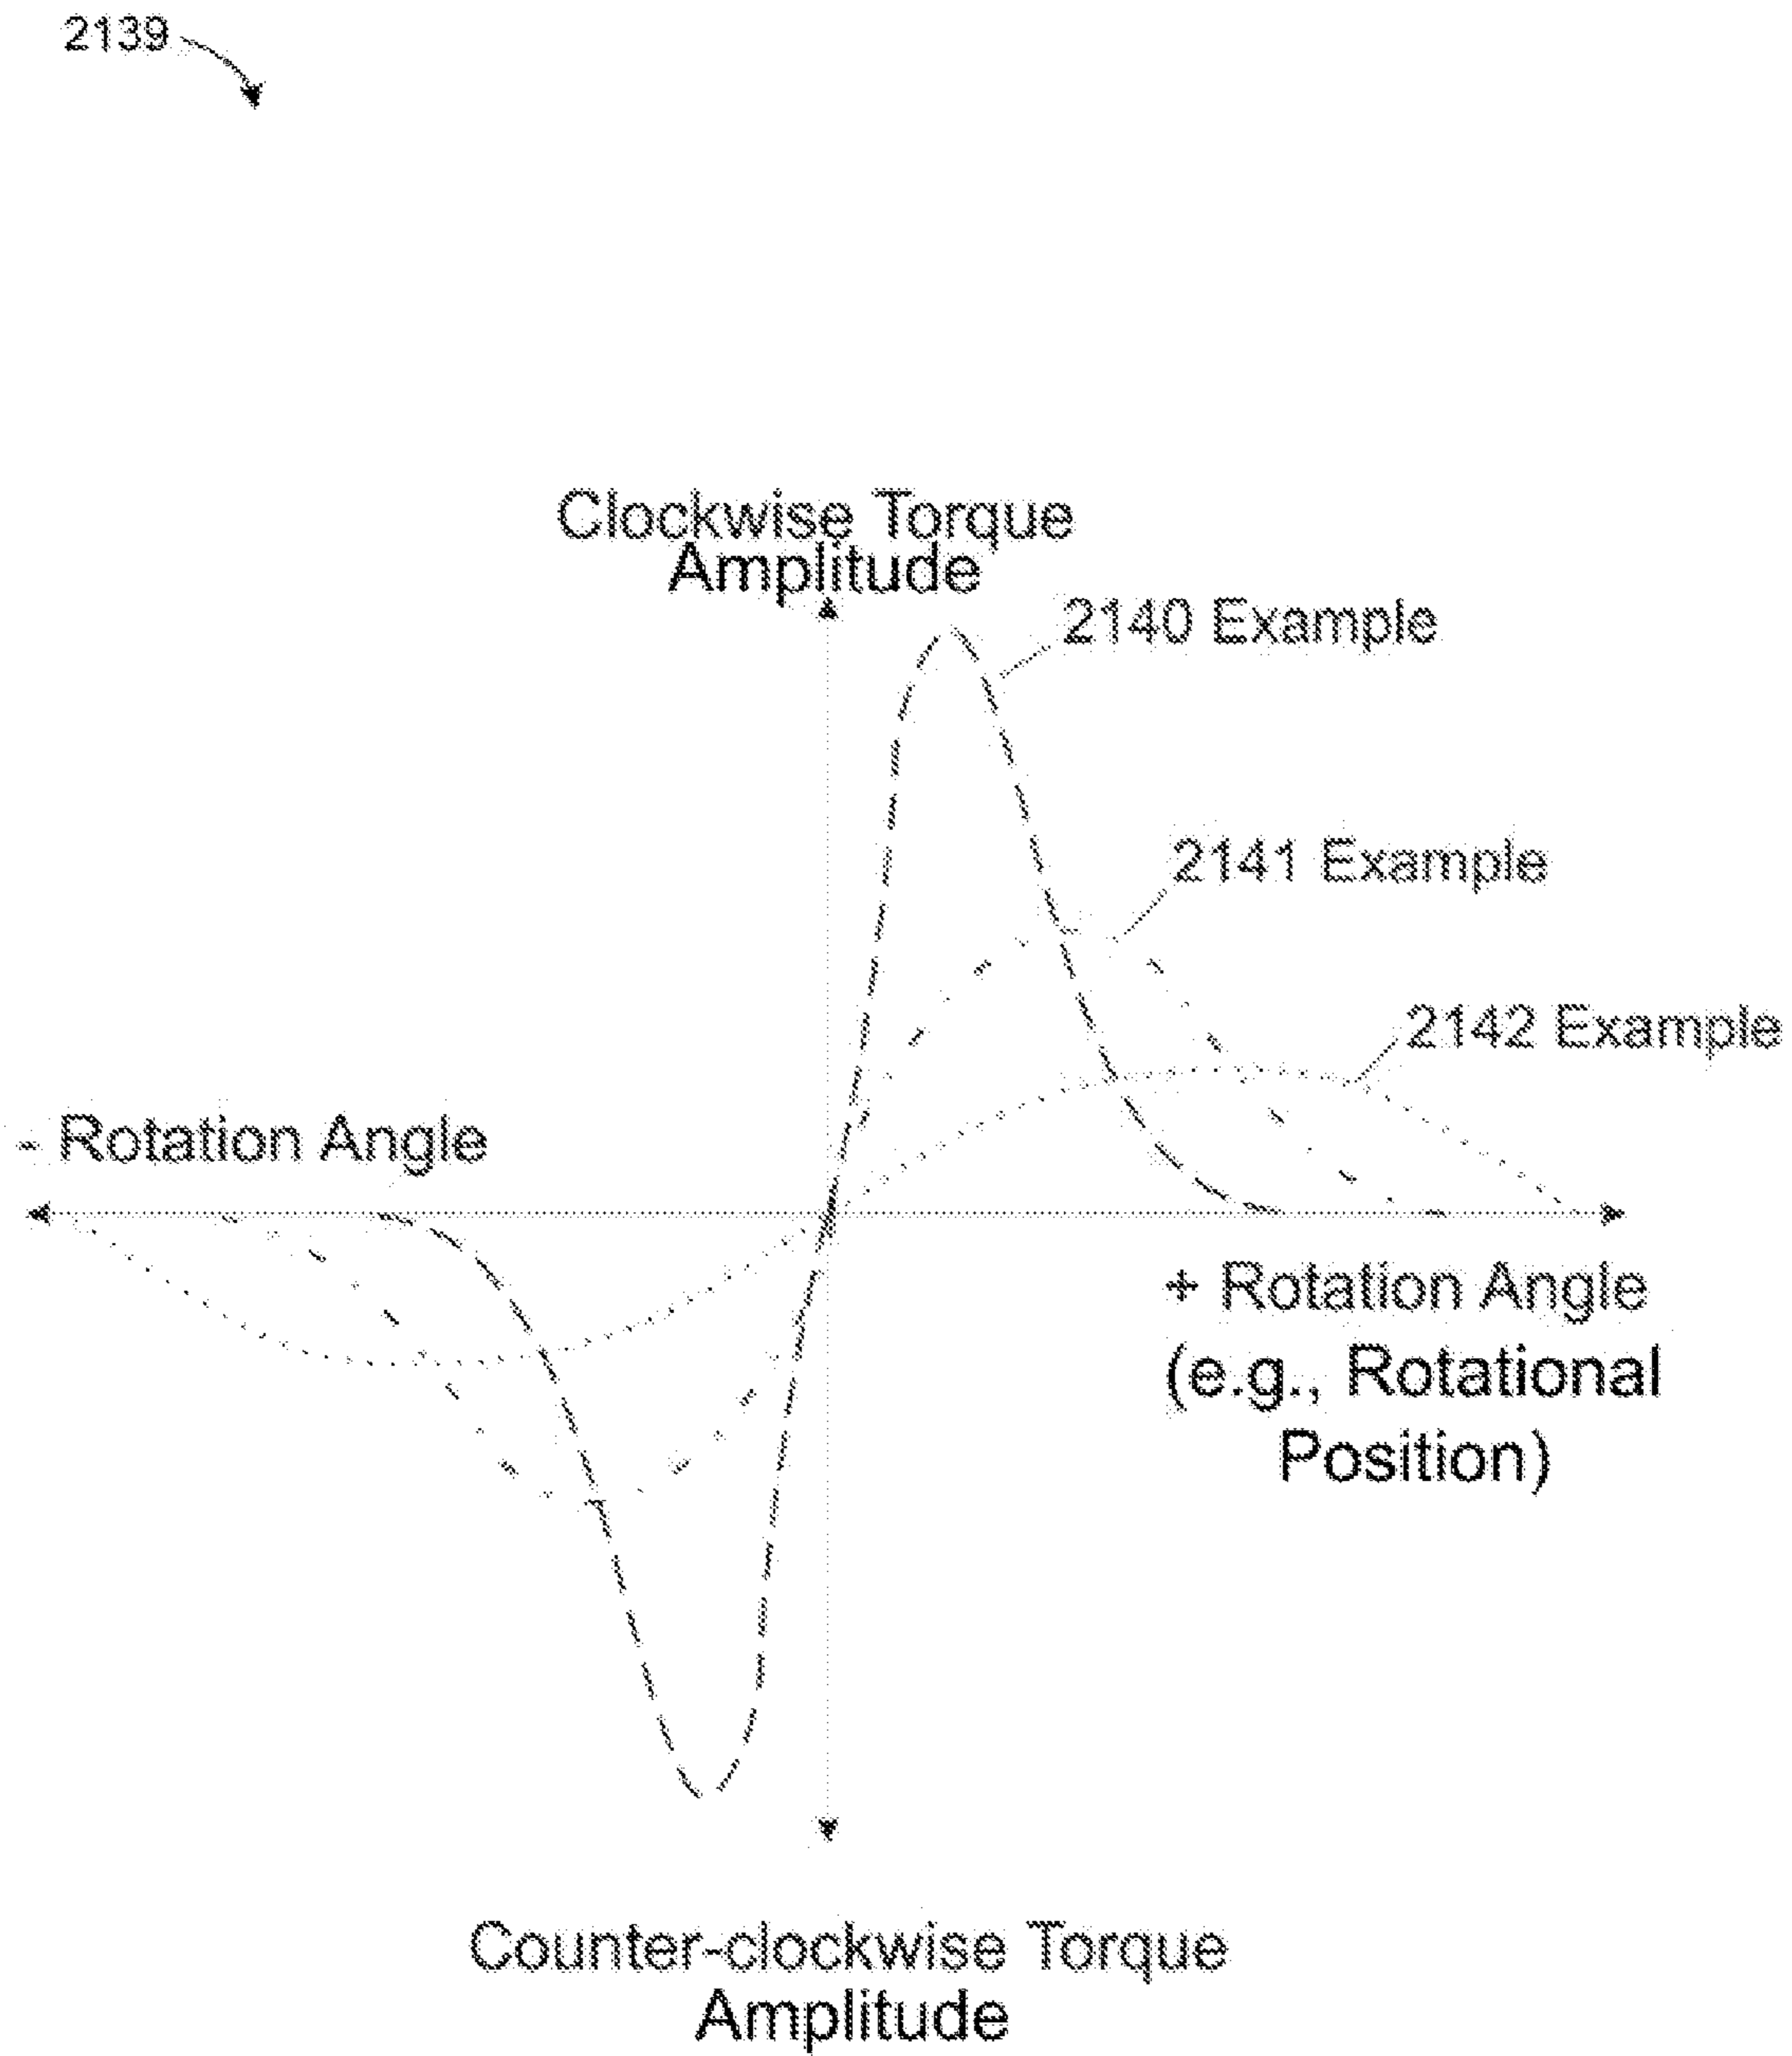 2139
Clockwise Torque
Amplitude
2140 Example
2141 Example
2142 Example
- Rotation Angle
+ Rotation Angle
(e.g., Rotational
Position)
Counter-clockwise Torque
Amplitude